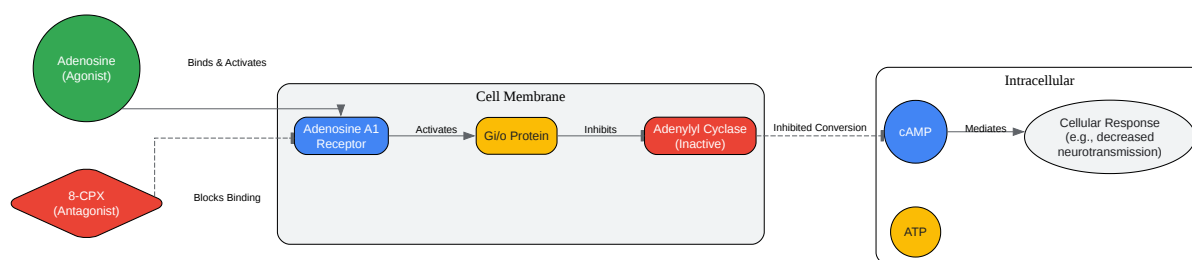 Adenosine
(Agonist)
Binds & Activates
8-CPX
(Antagonist)
Blocks Binding
Cell Membrane
Adenosine A1
Receptor
Activates
Gi/o Protein
Inhibits
Adenylyl Cyclase
(Inactive)
Inhibited Conversion
Intracellular
cAMP
Mediates
Cellular Response
(e.g., decreased
neurotransmission)
ATP